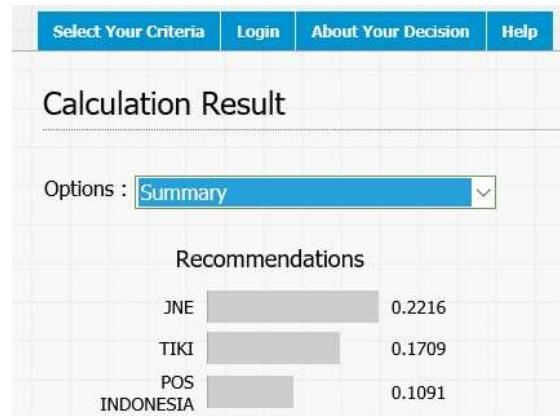 Select Your Criteria Login About Your Decision Help
Calculation Result
Options : Summary
Recommendations
JNE 0.2216
TIKI 0.1709
POS
INDONESIA 0.1091